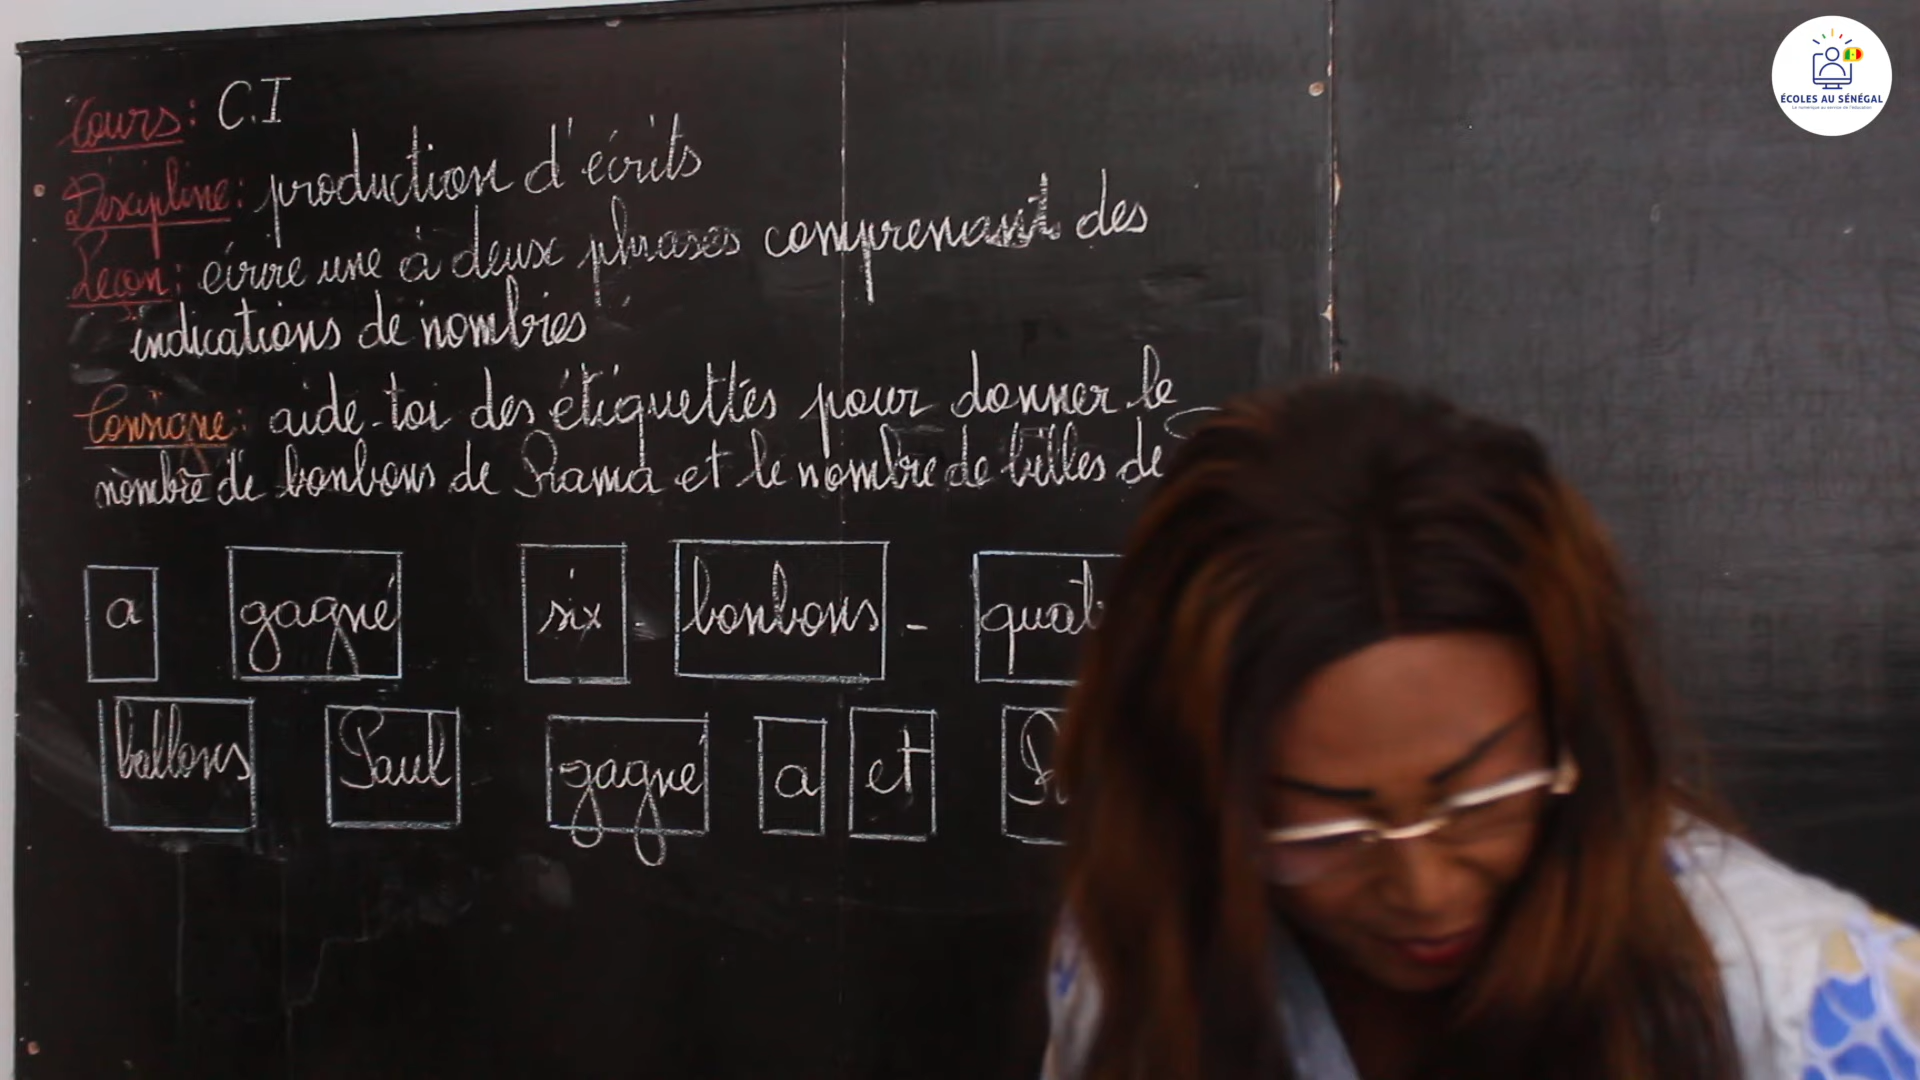 Cours: C.I
Discipline: production d'écrits
Leçon: écrire une à deux phrases comprenant des
indications de nombres
Consigne: aide-toi des étiquettes pour donner le
nombre de bonbons de Rama et le nombre de billes de
a gagné six - bonbons - quat
ballons Paul gagné a et R
ÉCOLES AU SÉNÉGAL